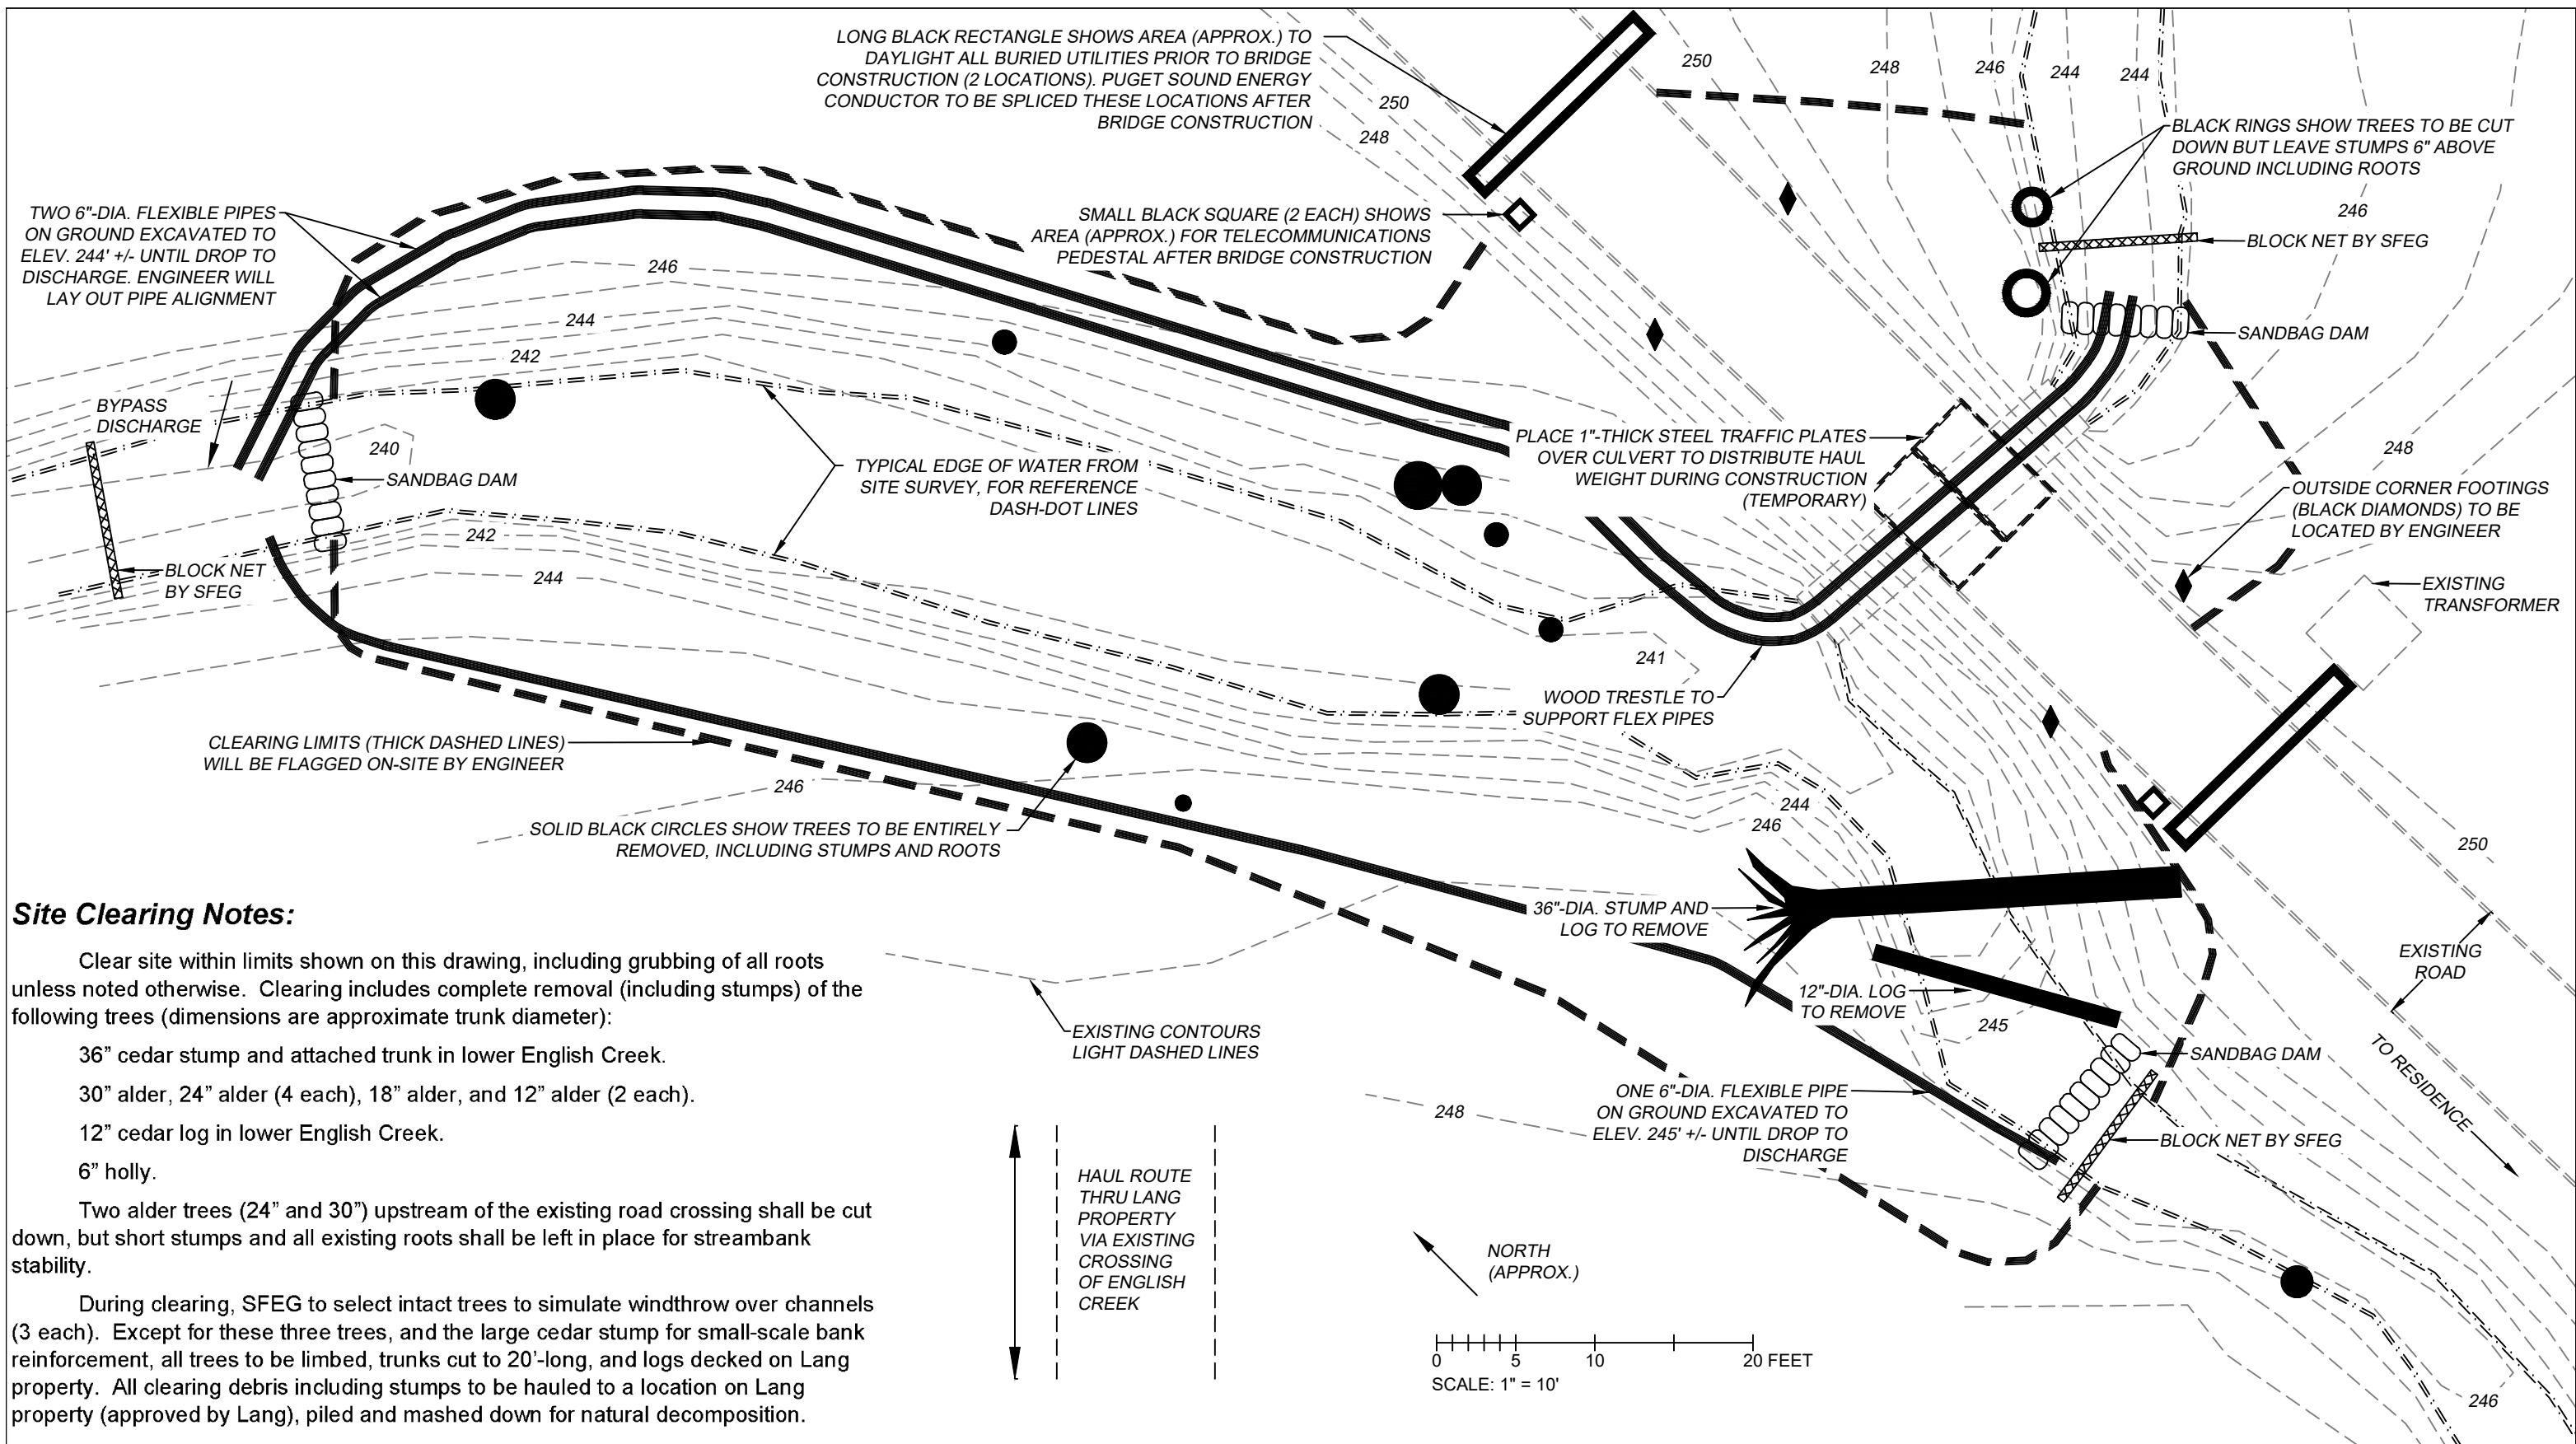 LONG BLACK RECTANGLE SHOWS AREA (APPROX.) TO
DAYLIGHT ALL BURIED UTILITIES PRIOR TO BRIDGE
CONSTRUCTION (2 LOCATIONS). PUGET SOUND ENERGY
CONDUCTOR TO BE SPLICED THESE LOCATIONS AFTER
BRIDGE CONSTRUCTION
250
248
250
248
246
244
244
BLACK RINGS SHOW TREES TO BE CUT
DOWN BUT LEAVE STUMPS 6" ABOVE
GROUND INCLUDING ROOTS
246
BLOCK NET BY SFEG
SANDBAG DAM
TWO 6"-DIA. FLEXIBLE PIPES
ON GROUND EXCAVATED TO
ELEV. 244' +/- UNTIL DROP TO
DISCHARGE. ENGINEER WILL
LAY OUT PIPE ALIGNMENT
SMALL BLACK SQUARE (2 EACH) SHOWS
AREA (APPROX.) FOR TELECOMMUNICATIONS
PEDESTAL AFTER BRIDGE CONSTRUCTION
246
244
242
BYPASS
DISCHARGE
240
SANDBAG DAM
TYPICAL EDGE OF WATER FROM
SITE SURVEY, FOR REFERENCE
DASH-DOT LINES
PLACE 1"-THICK STEEL TRAFFIC PLATES
OVER CULVERT TO DISTRIBUTE HAUL
WEIGHT DURING CONSTRUCTION
(TEMPORARY)
248
OUTSIDE CORNER FOOTINGS
(BLACK DIAMONDS) TO BE
LOCATED BY ENGINEER
EXISTING
TRANSFORMER
BLOCK NET
BY SFEG
242
244
241
WOOD TRESTLE TO
SUPPORT FLEX PIPES
CLEARING LIMITS (THICK DASHED LINES)
WILL BE FLAGGED ON-SITE BY ENGINEER
246
SOLID BLACK CIRCLES SHOW TREES TO BE ENTIRELY
REMOVED, INCLUDING STUMPS AND ROOTS
244
246
250
36"-DIA. STUMP AND
LOG TO REMOVE
12"-DIA. LOG
TO REMOVE
245
EXISTING
ROAD
TO RESIDENCE
SANDBAG DAM
BLOCK NET BY SFEG
EXISTING CONTOURS
LIGHT DASHED LINES
248
ONE 6"-DIA. FLEXIBLE PIPE
ON GROUND EXCAVATED TO
ELEV. 245' +/- UNTIL DROP TO
DISCHARGE
Site Clearing Notes:
Clear site within limits shown on this drawing, including grubbing of all roots
unless noted otherwise. Clearing includes complete removal (including stumps) of the
following trees (dimensions are approximate trunk diameter):
36” cedar stump and attached trunk in lower English Creek.
30” alder, 24” alder (4 each), 18” alder, and 12” alder (2 each).
12” cedar log in lower English Creek.
6” holly.
Two alder trees (24” and 30”) upstream of the existing road crossing shall be cut
down, but short stumps and all existing roots shall be left in place for streambank
stability.
During clearing, SFEG to select intact trees to simulate windthrow over channels
(3 each). Except for these three trees, and the large cedar stump for small-scale bank
reinforcement, all trees to be limbed, trunks cut to 20’-long, and logs decked on Lang
property. All clearing debris including stumps to be hauled to a location on Lang
property (approved by Lang), piled and mashed down for natural decomposition.
HAUL ROUTE
THRU LANG
PROPERTY
VIA EXISTING
CROSSING
OF ENGLISH
CREEK
NORTH
(APPROX.)
0 5 10 20 FEET
SCALE: 1" = 10'
246